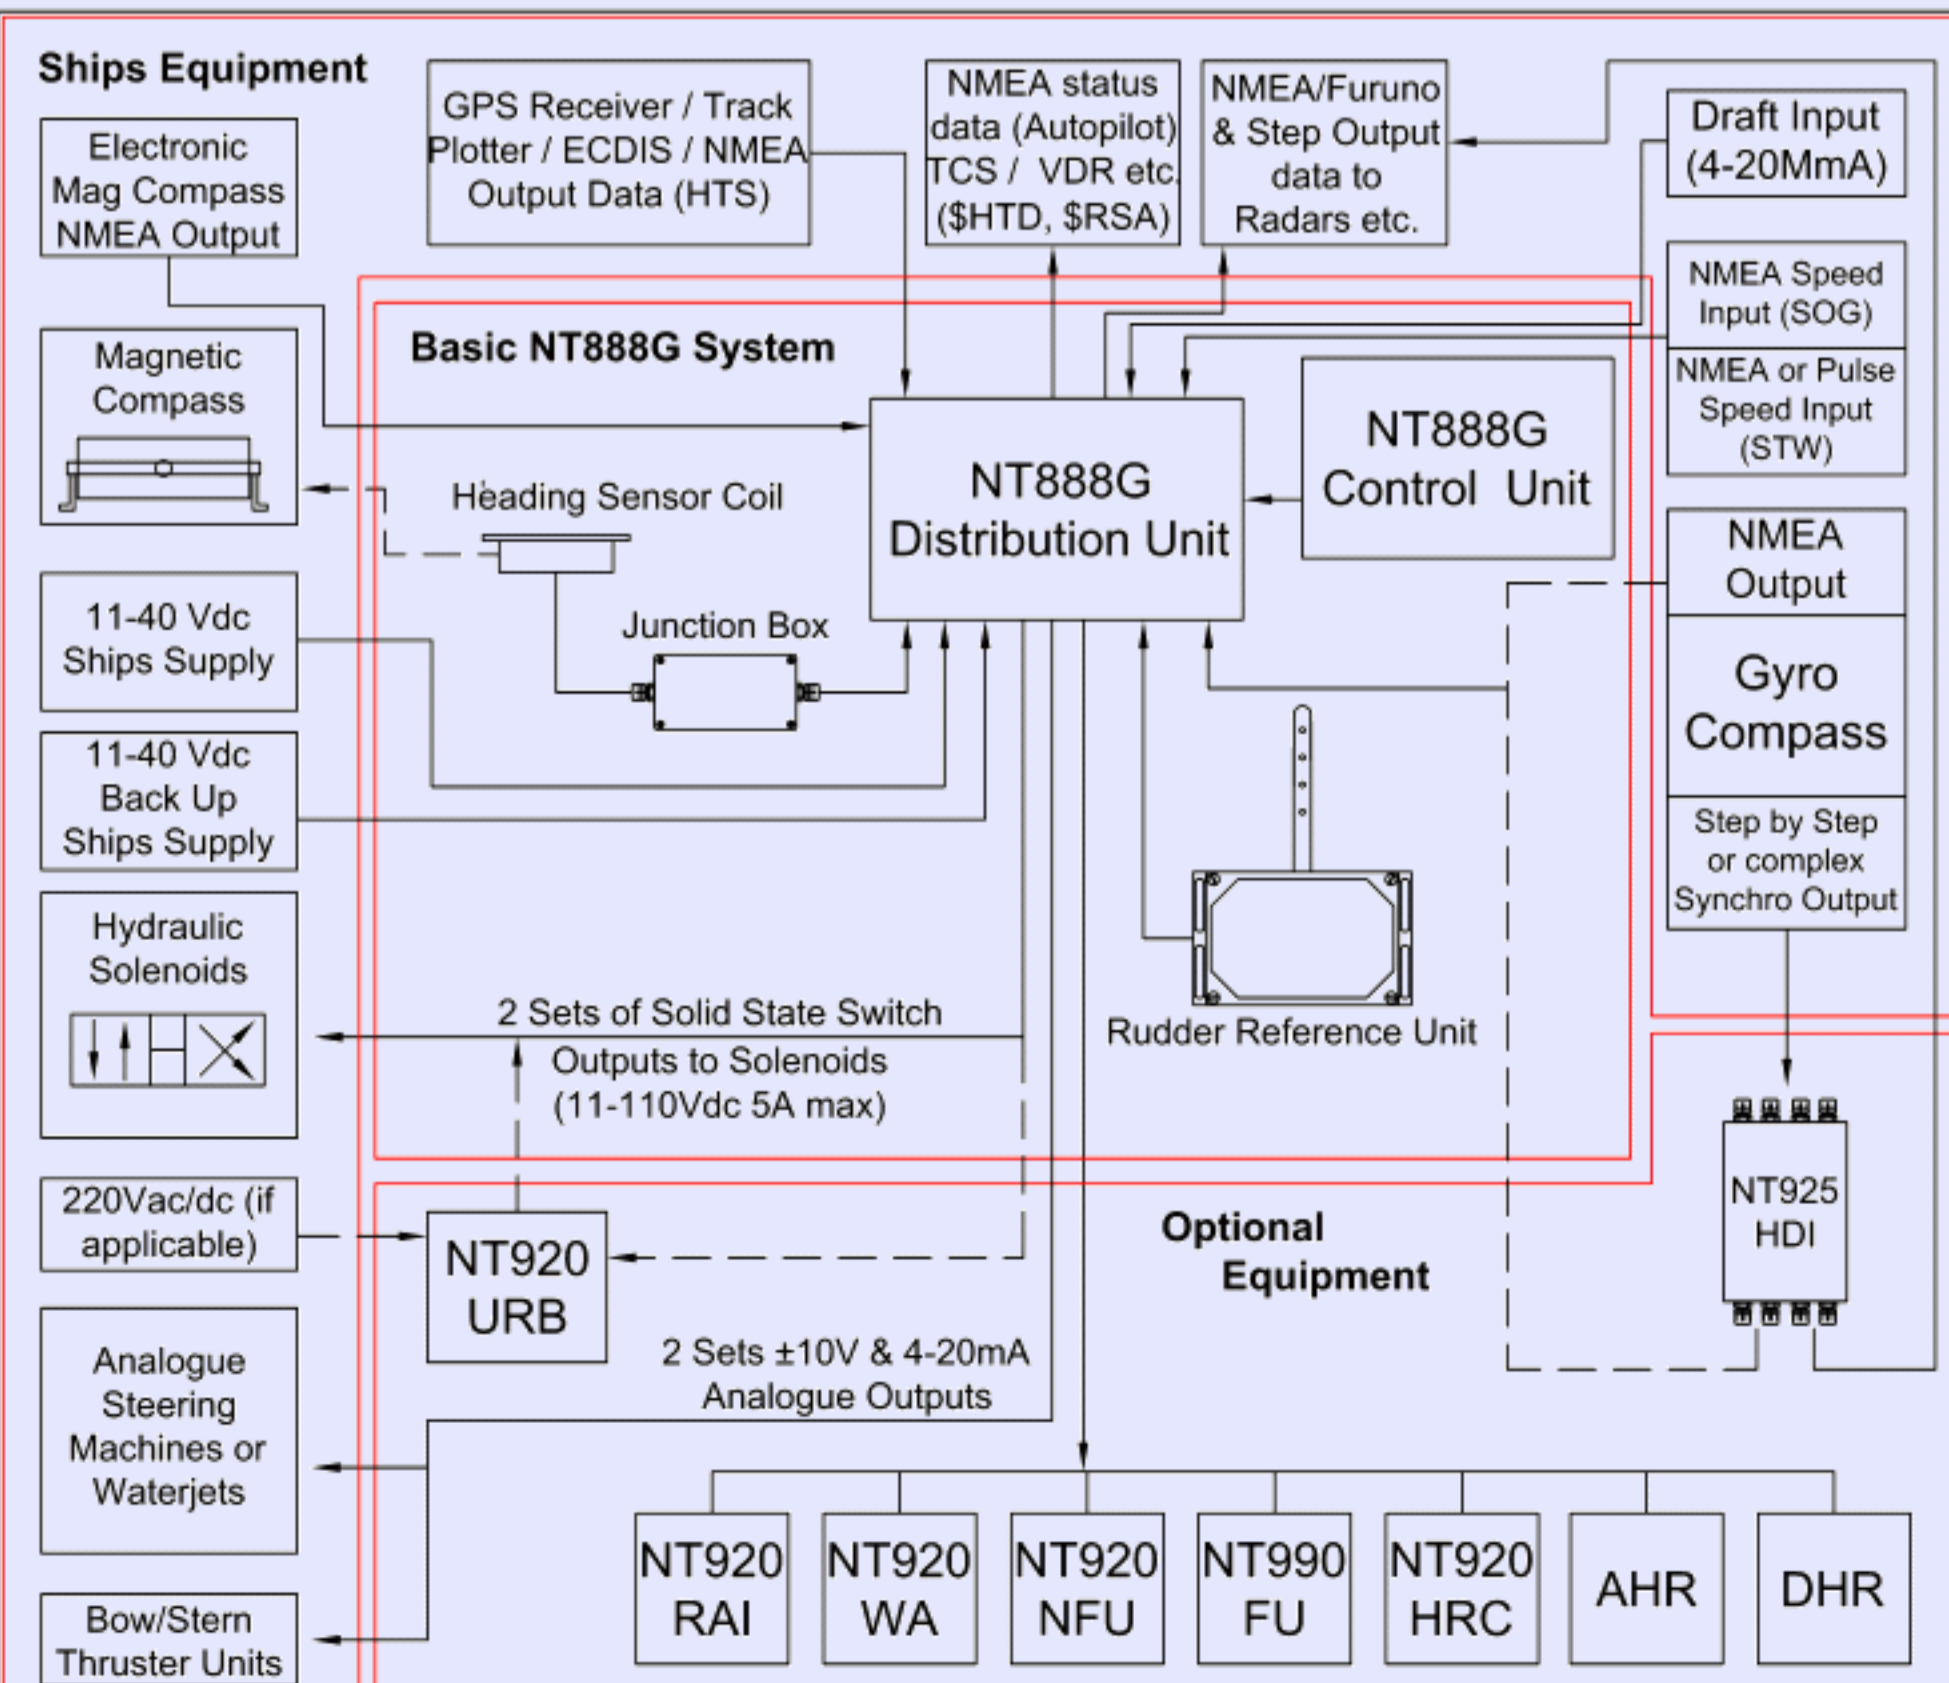 Ships Equipment
Electronic
Mag Compass
NMEA Output
GPS Receiver / Track
Plotter / ECDIS / NMEA
Output Data (HTS)
NMEA status
data (Autopilot)
TCS / VDR etc.
($HTD, $RSA)
NMEA/Furuno
& Step Output
data to
Radars etc.
Draft Input
(4-20MmA)
NMEA Speed
Input (SOG)
NMEA or Pulse
Speed Input
(STW)
Basic NT888G System
Magnetic
Compass
Heading Sensor Coil
NT888G
Distribution Unit
NT888G
Control Unit
NMEA
Output
Gyro
Compass
Step by Step
or complex
Synchro Output
11-40 Vdc
Ships Supply
Junction Box
11-40 Vdc
Back Up
Ships Supply
Hydraulic
Solenoids
2 Sets of Solid State Switch
Outputs to Solenoids
(11-110Vdc 5A max)
Rudder Reference Unit
NT925
HDI
220Vac/dc (if
applicable)
NT920
URB
Optional
Equipment
2 Sets ±10V & 4-20mA
Analogue Outputs
Analogue
Steering
Machines or
Waterjets
Bow/Stern
Thruster Units
NT920
RAI
NT920
WA
NT920
NFU
NT990
FU
NT920
HRC
AHR
DHR